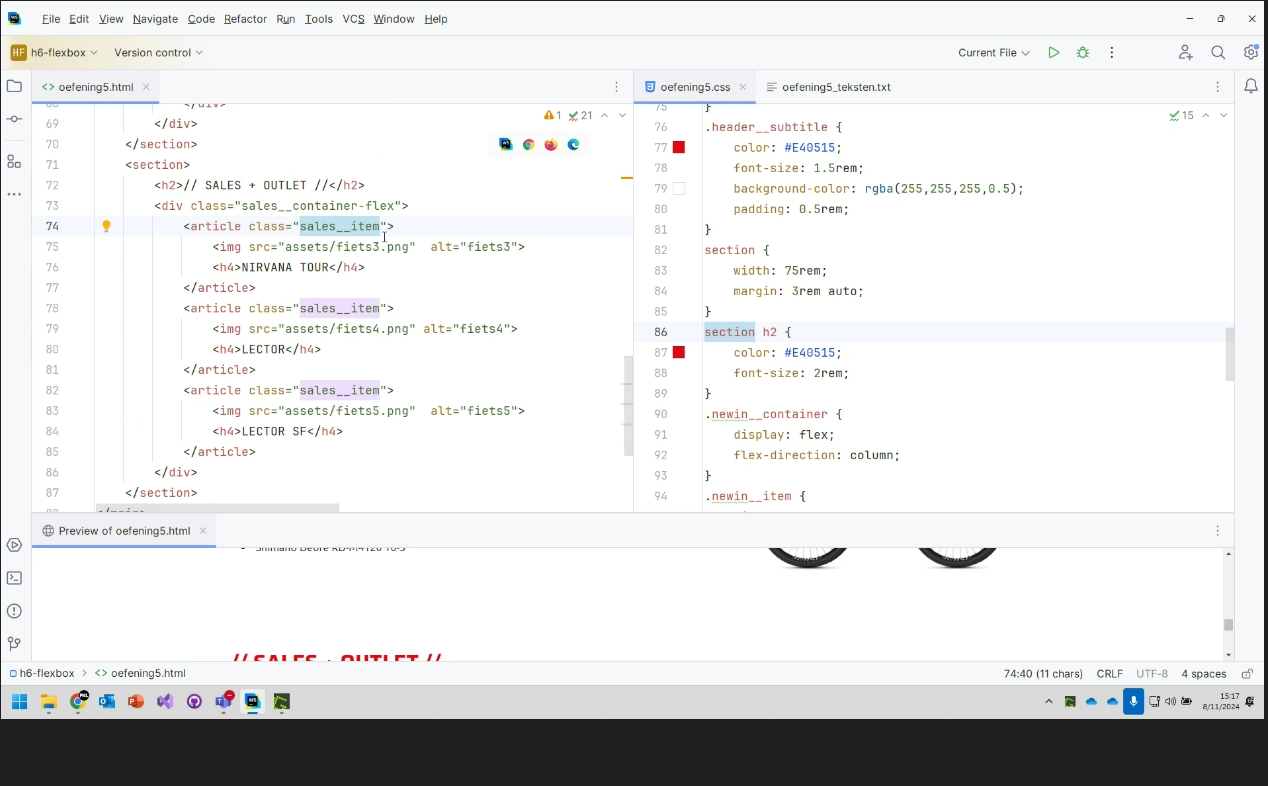 File Edit View Navigate Code Refactor Run Tools VCS Window Help
HF h6-flexbox Version control Current File
<> oefening5.html
69 </div>
70 </section>
71 <section>
72 <h2>// SALES + OUTLET //</h2>
73 <div class="sales__container-flex">
74 <article class="sales__item">
75 <img src="assets/fiets3.png"  alt="fiets3">
76 <h4>NIRVANA TOUR</h4>
77 </article>
78 <article class="sales__item">
79 <img src="assets/fiets4.png" alt="fiets4">
80 <h4>LECTOR</h4>
81 </article>
82 <article class="sales__item">
83 <img src="assets/fiets5.png"  alt="fiets5">
84 <h4>LECTOR SF</h4>
85 </article>
86 </div>
87 </section>
1 21
oefening5.css oefening5_teksten.txt
75 }
76 .header__subtitle {
77 color: #E40515;
78 font-size: 1.5rem;
79 background-color: rgba(255,255,255,0.5);
80 padding: 0.5rem;
81 }
82 section {
83 width: 75rem;
84 margin: 3rem auto;
85 }
86 section h2 {
87 color: #E40515;
88 font-size: 2rem;
89 }
90 .newin__container {
91 display: flex;
92 flex-direction: column;
93 }
94 .newin__item {
15
Preview of oefening5.html
// SALES + OUTLET //
h6-flexbox > <> oefening5.html 74:40 (11 chars) CRLF UTF-8 4 spaces
15:17
8/11/2024